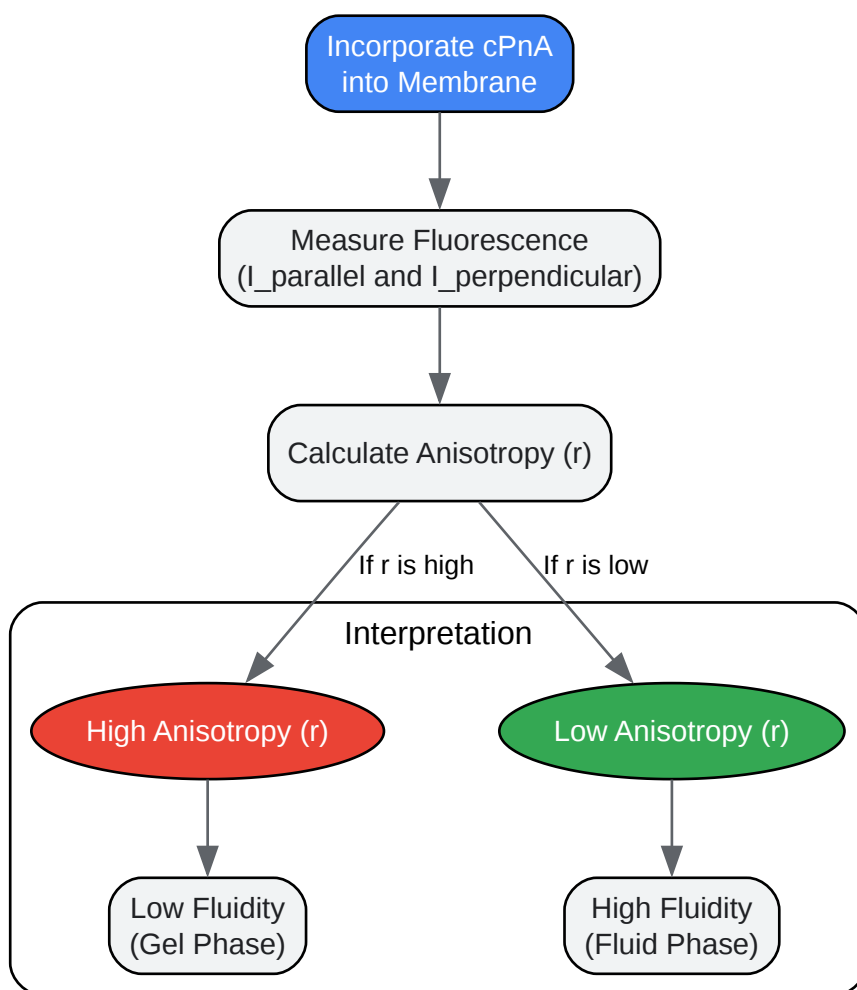 Incorporate cPnA
into Membrane
Measure Fluorescence
(I_parallel and I_perpendicular)
Calculate Anisotropy (r)
If r is high
If r is low
Interpretation
High Anisotropy (r)
Low Anisotropy (r)
Low Fluidity
(Gel Phase)
High Fluidity
(Fluid Phase)